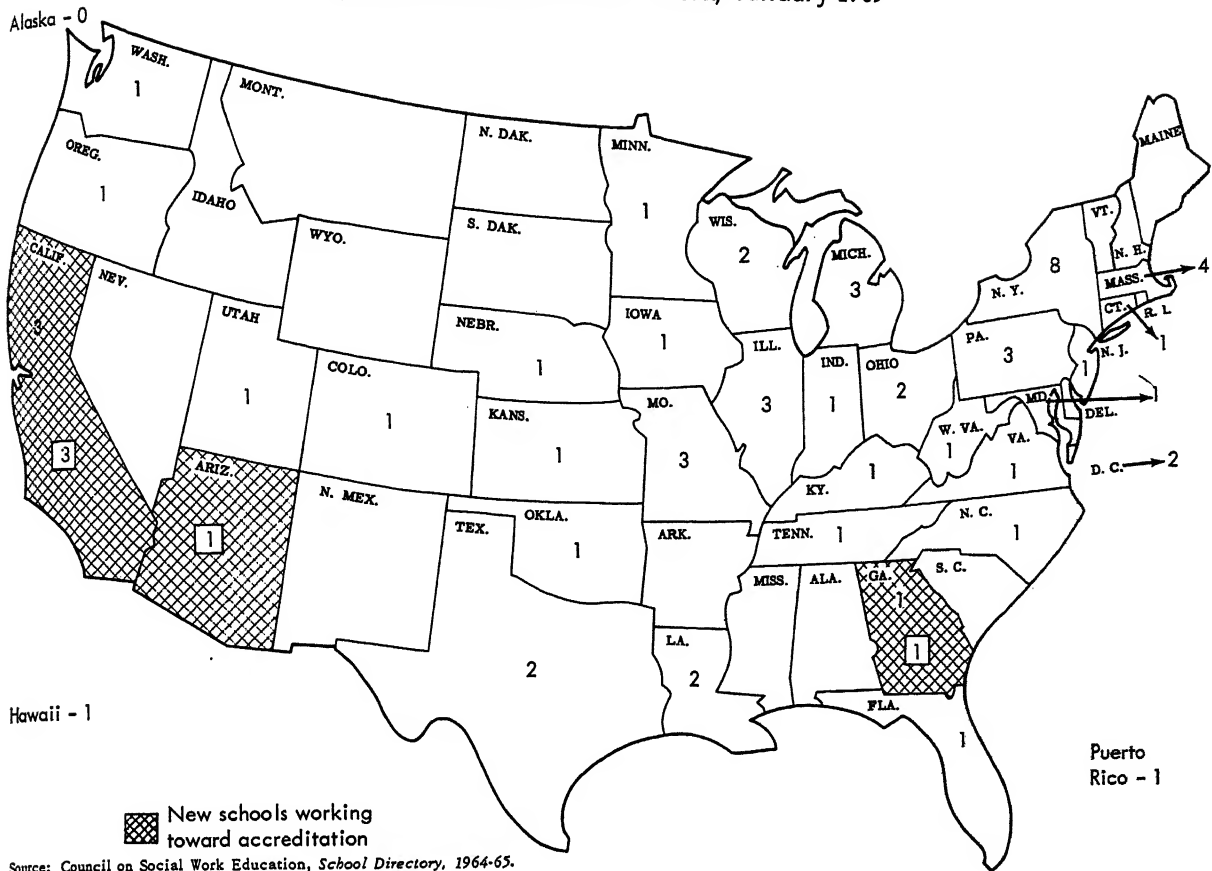 January
Alaska - 0
WASH.
1
MONT.
N. DAK.
MINN.
1
MAINE
OREG.
1
IDAHO
S. DAK.
WIS.
2
MICH.
3
VT.
N. H.
8
N. Y.
MASS. 4
CT. 1
R. I.
WYO.
CALIF.
3
3
NEV.
UTAH
1
NEBR.
1
IOWA
1
ILL.
3
IND.
1
OHIO
2
PA.
3
N. J.
1
COLO.
1
KANS.
1
MO.
3
KY.
1
W. VA.
1
VA.
1
MD. 1
DEL.
D. C. 2
ARIZ.
1
N. MEX.
TEX.
2
OKLA.
1
ARK.
TENN. 1
N. C.
1
S. C.
MISS.
ALA.
GA.
1
1
LA.
2
FLA.
1
Hawaii - 1
Puerto
Rico - 1
New schools working
toward accreditation
Source: Council on Social Work Education, School Directory, 1964-65.